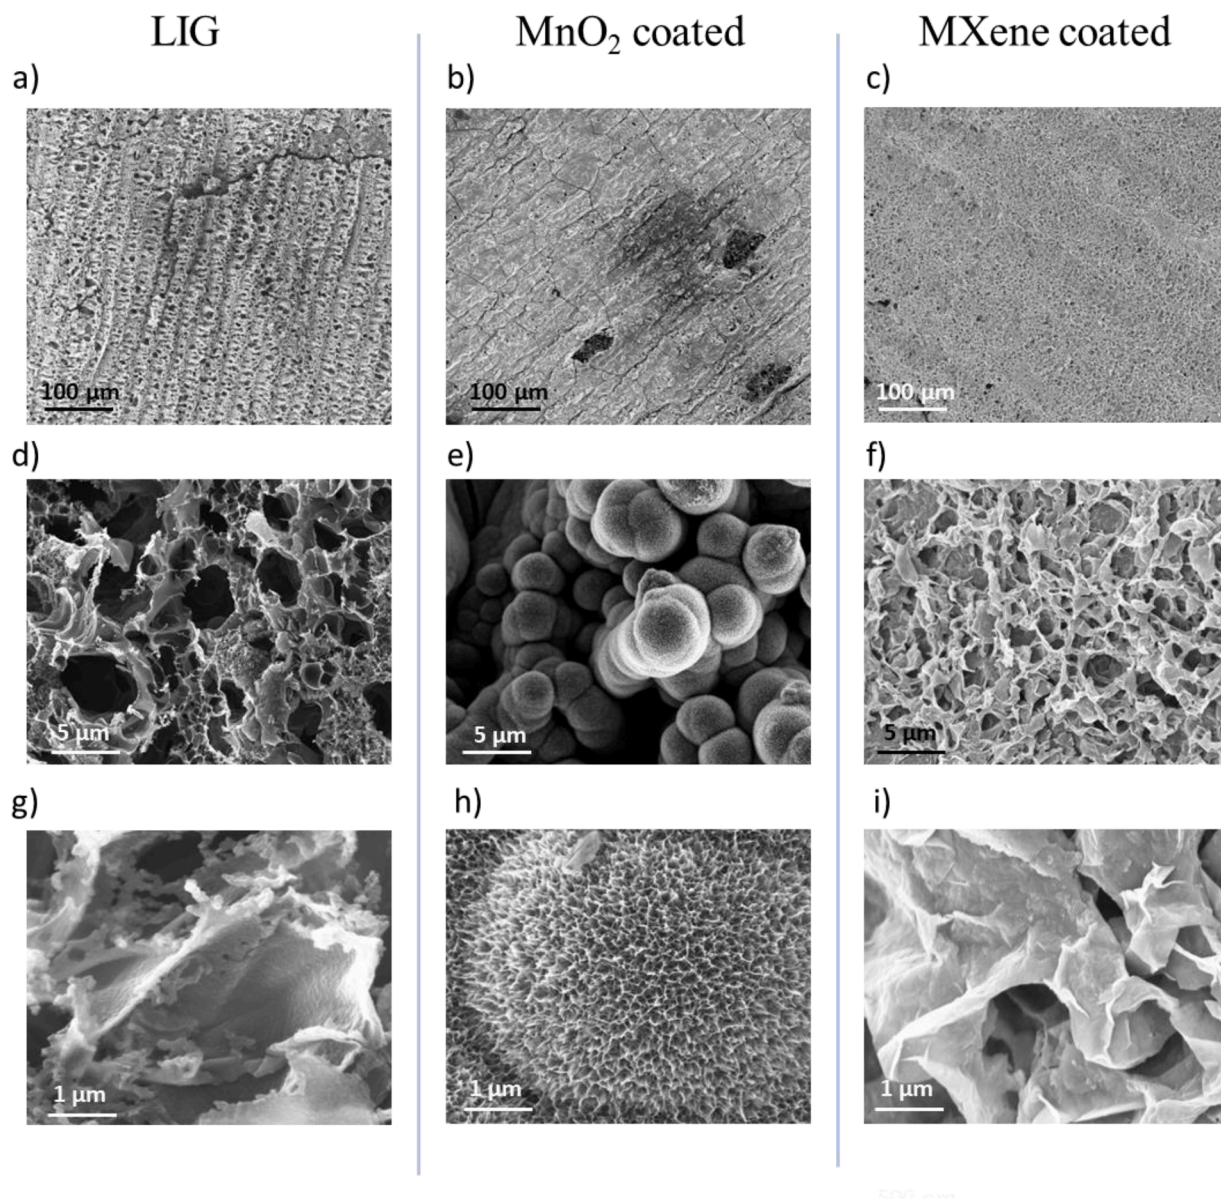 LIG
MnO₂ coated
MXene coated
a)
b)
c)
100 µm
100 µm
100 µm
d)
e)
f)
5 µm
5 µm
5 µm
g)
h)
i)
1 µm
1 µm
1 µm